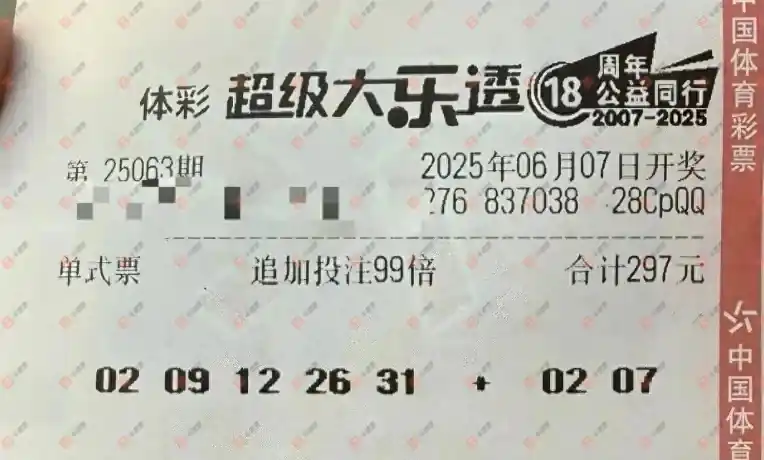 体彩 超级大乐透 18 周年
公益同行
2007-2025
第 25063期 2025年06月07日开奖
276 837038 28CpQQ
单式票 追加投注99倍 合计297元
02 09 12 26 31 + 02 07
中国体育彩票
中国体育